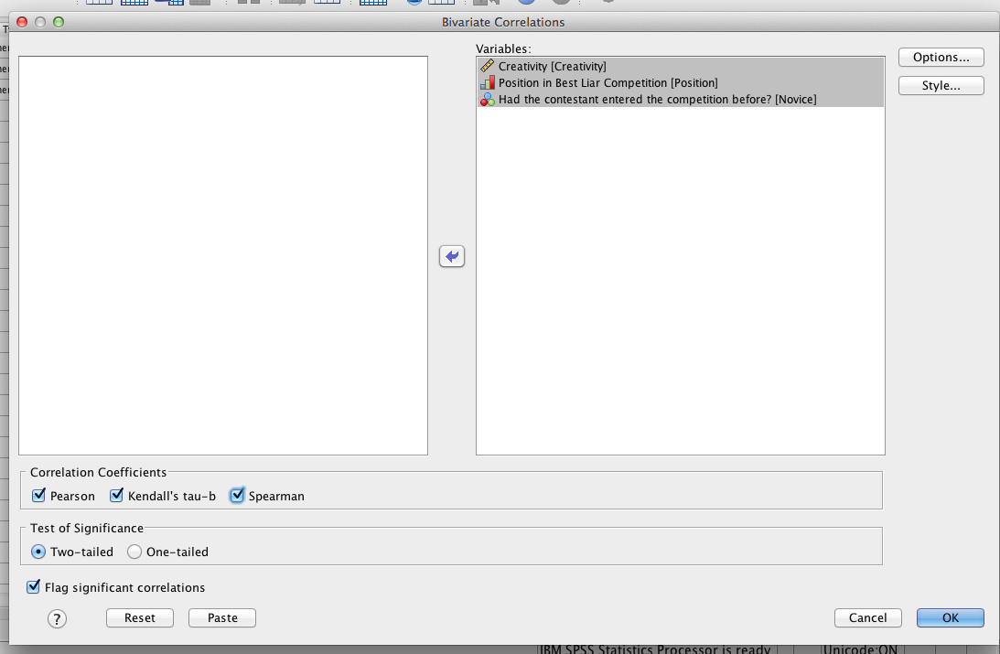 Bivariate Correlations
Variables:
Creativity [Creativity]
Position in Best Liar Competition [Position]
Had the contestant entered the competition before? [Novice]
Options...
Style...
Correlation Coefficients
Pearson Kendall's tau-b Spearman
Test of Significance
Two-tailed One-tailed
Flag significant correlations
? Reset Paste Cancel OK
IBM SPSS Statistics Processor is ready Unicode:ON